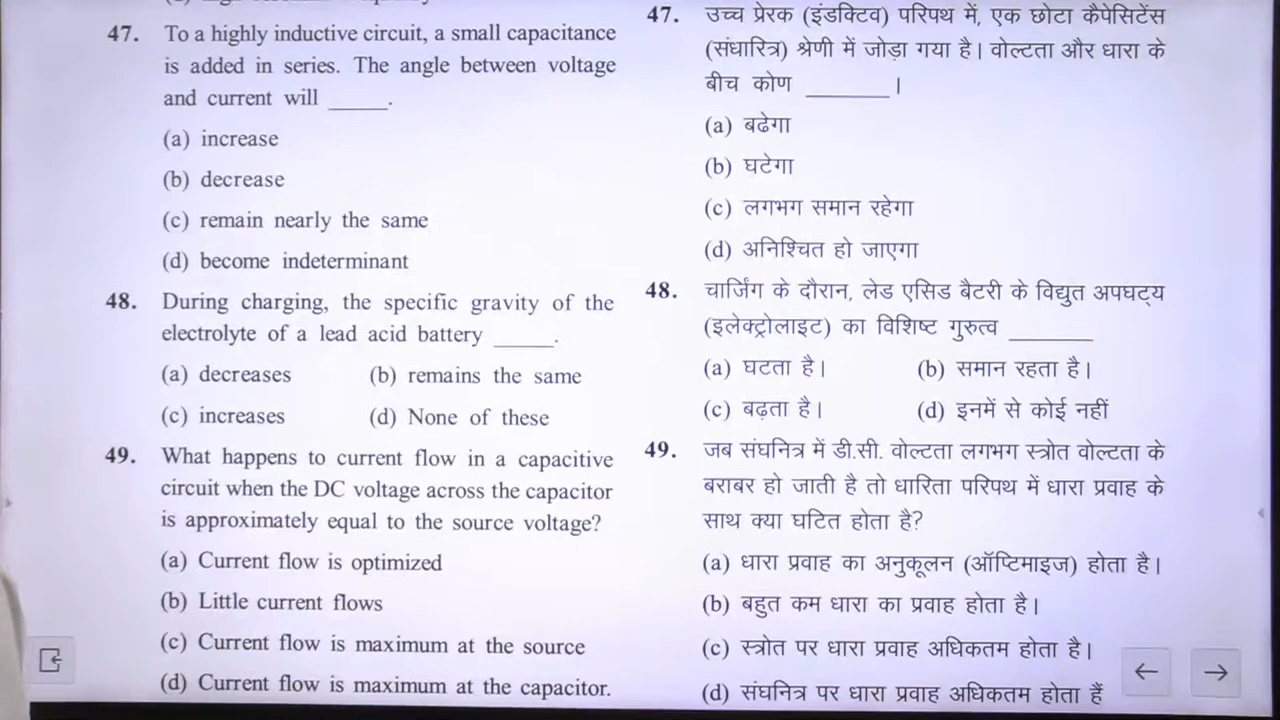 47. To a highly inductive circuit, a small capacitance
is added in series. The angle between voltage
and current will _____.
(a) increase
(b) decrease
(c) remain nearly the same
(d) become indeterminant
48. During charging, the specific gravity of the
electrolyte of a lead acid battery _____.
(a) decreases (b) remains the same
(c) increases (d) None of these
49. What happens to current flow in a capacitive
circuit when the DC voltage across the capacitor
is approximately equal to the source voltage?
(a) Current flow is optimized
(b) Little current flows
(c) Current flow is maximum at the source
(d) Current flow is maximum at the capacitor.
47. उच्च प्रेरक (इंडक्टिव) परिपथ में, एक छोटा कैपेसिटेंस
(संधारित्र) श्रेणी में जोड़ा गया है। वोल्टता और धारा के
बीच कोण _______ ।
(a) बढेगा
(b) घटेगा
(c) लगभग समान रहेगा
(d) अनिश्चित हो जाएगा
48. चार्जिंग के दौरान, लेड एसिड बैटरी के विद्युत अपघट्य
(इलेक्ट्रोलाइट) का विशिष्ट गुरुत्व _______
(a) घटता है। (b) समान रहता है।
(c) बढ़ता है। (d) इनमें से कोई नहीं
49. जब संघनित्र में डी.सी. वोल्टता लगभग स्त्रोत वोल्टता के
बराबर हो जाती है तो धारिता परिपथ में धारा प्रवाह के
साथ क्या घटित होता है?
(a) धारा प्रवाह का अनुकूलन (ऑप्टिमाइज) होता है।
(b) बहुत कम धारा का प्रवाह होता है।
(c) स्त्रोत पर धारा प्रवाह अधिकतम होता है।
(d) संघनित्र पर धारा प्रवाह अधिकतम होता हैं